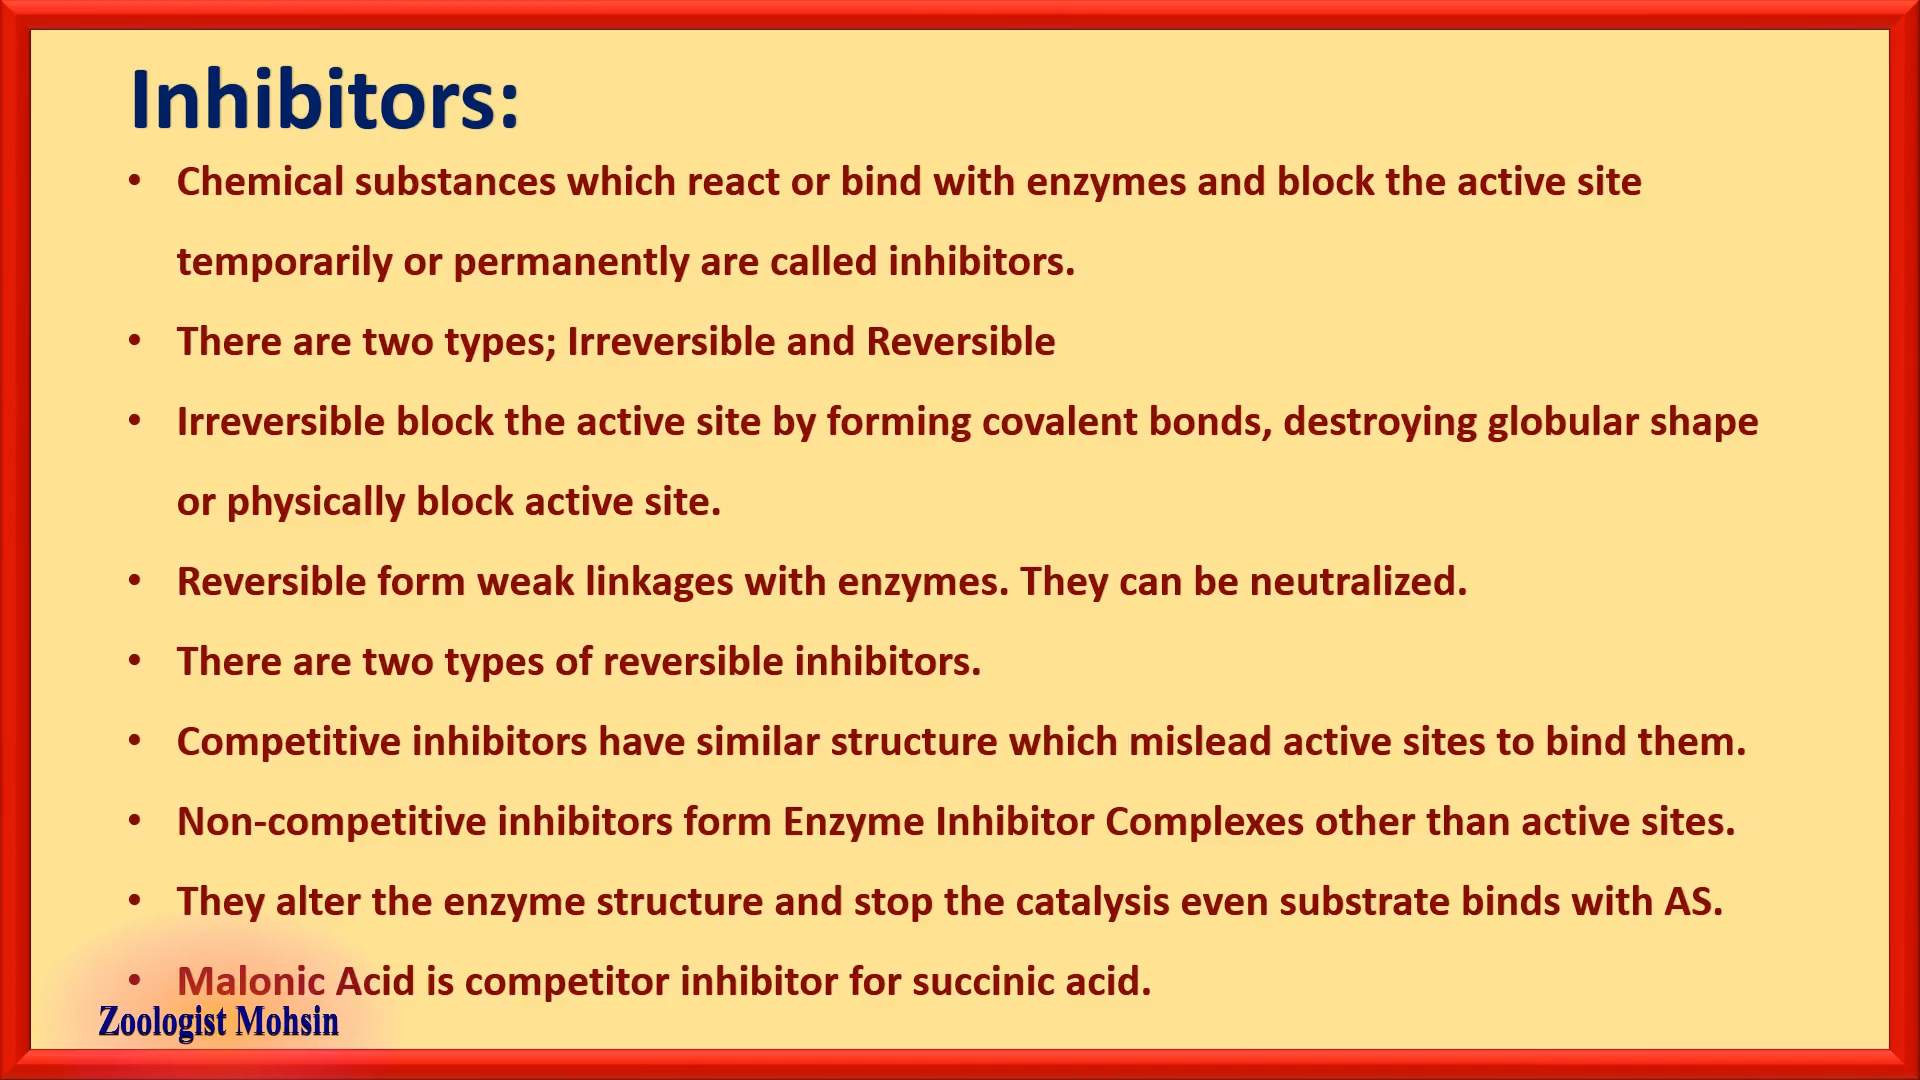 Inhibitors:
• Chemical substances which react or bind with enzymes and block the active site
temporarily or permanently are called inhibitors.
• There are two types; Irreversible and Reversible
• Irreversible block the active site by forming covalent bonds, destroying globular shape
or physically block active site.
• Reversible form weak linkages with enzymes. They can be neutralized.
• There are two types of reversible inhibitors.
• Competitive inhibitors have similar structure which mislead active sites to bind them.
• Non-competitive inhibitors form Enzyme Inhibitor Complexes other than active sites.
• They alter the enzyme structure and stop the catalysis even substrate binds with AS.
• Malonic Acid is competitor inhibitor for succinic acid.
Zoologist Mohsin